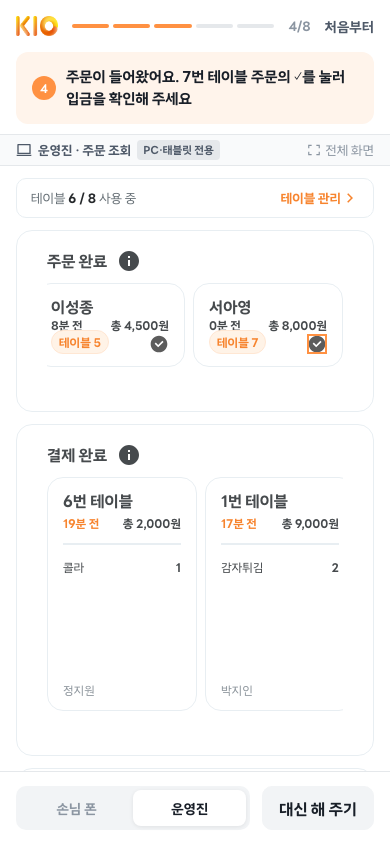 KIO 4/8 처음부터
4 주문이 들어왔어요. 7번 테이블 주문의 ✓를 눌러
입금을 확인해 주세요
운영진 · 주문 조회 PC·태블릿 전용 전체 화면
테이블 6 / 8 사용 중 테이블 관리
주문 완료
이성종 서아영
8분 전 총 4,500원 0분 전 총 8,000원
테이블 5 테이블 7
결제 완료
6번 테이블 1번 테이블
19분 전 총 2,000원 17분 전 총 9,000원
콜라 1 감자튀김 2
정지원 박지인
손님 폰 운영진 대신 해 주기